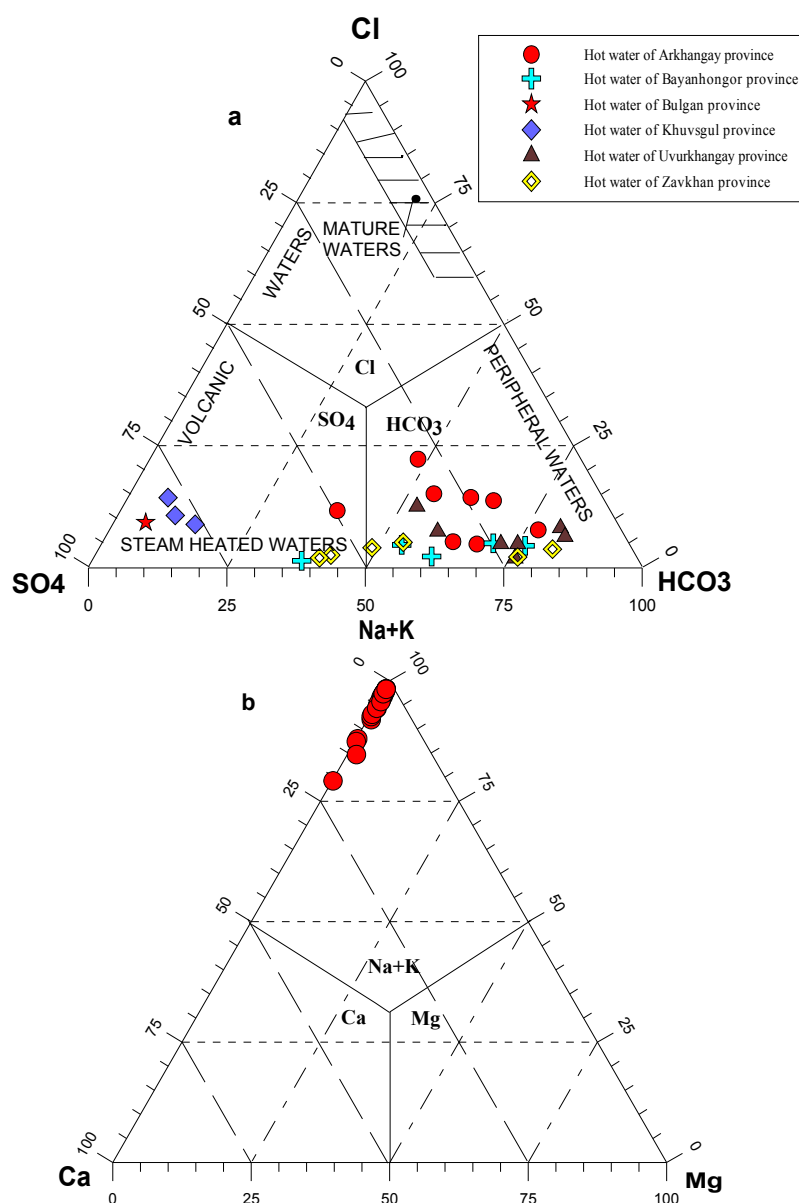 Cl
0
100
a
Hot water of Arkhangay province
Hot water of Bayanhongor province
Hot water of Bulgan province
Hot water of Khuvsgul province
Hot water of Uvurkhangay province
Hot water of Zavkhan province
25
75
MATURE
WATERS
WATERS
50
50
Cl
PERIPHERAL WATERS
VOLCANIC
SO4
HCO3
75
25
STEAM HEATED WATERS
100
0
SO4
HCO3
0
25
50
75
100
Na+K
0
100
b
25
75
50
50
Na+K
Ca
Mg
75
25
100
0
Ca
Mg
0
25
50
75
100